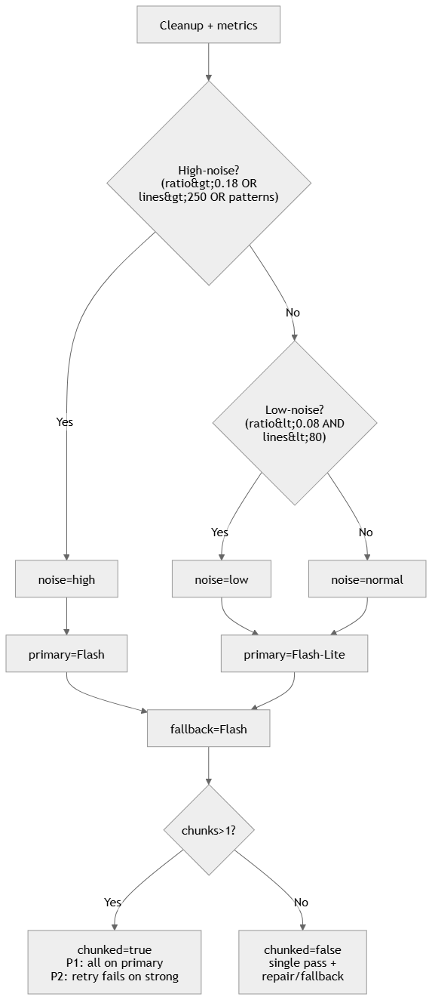 Cleanup + metrics
High-noise?
(ratio&gt;0.18 OR
lines&gt;250 OR patterns)
No
Low-noise?
(ratio&lt;0.08 AND
lines&lt;80)
Yes
Yes
No
noise=high
noise=low
noise=normal
primary=Flash
primary=Flash-Lite
fallback=Flash
chunks>1?
Yes
No
chunked=true
P1: all on primary
P2: retry fails on strong
chunked=false
single pass +
repair/fallback